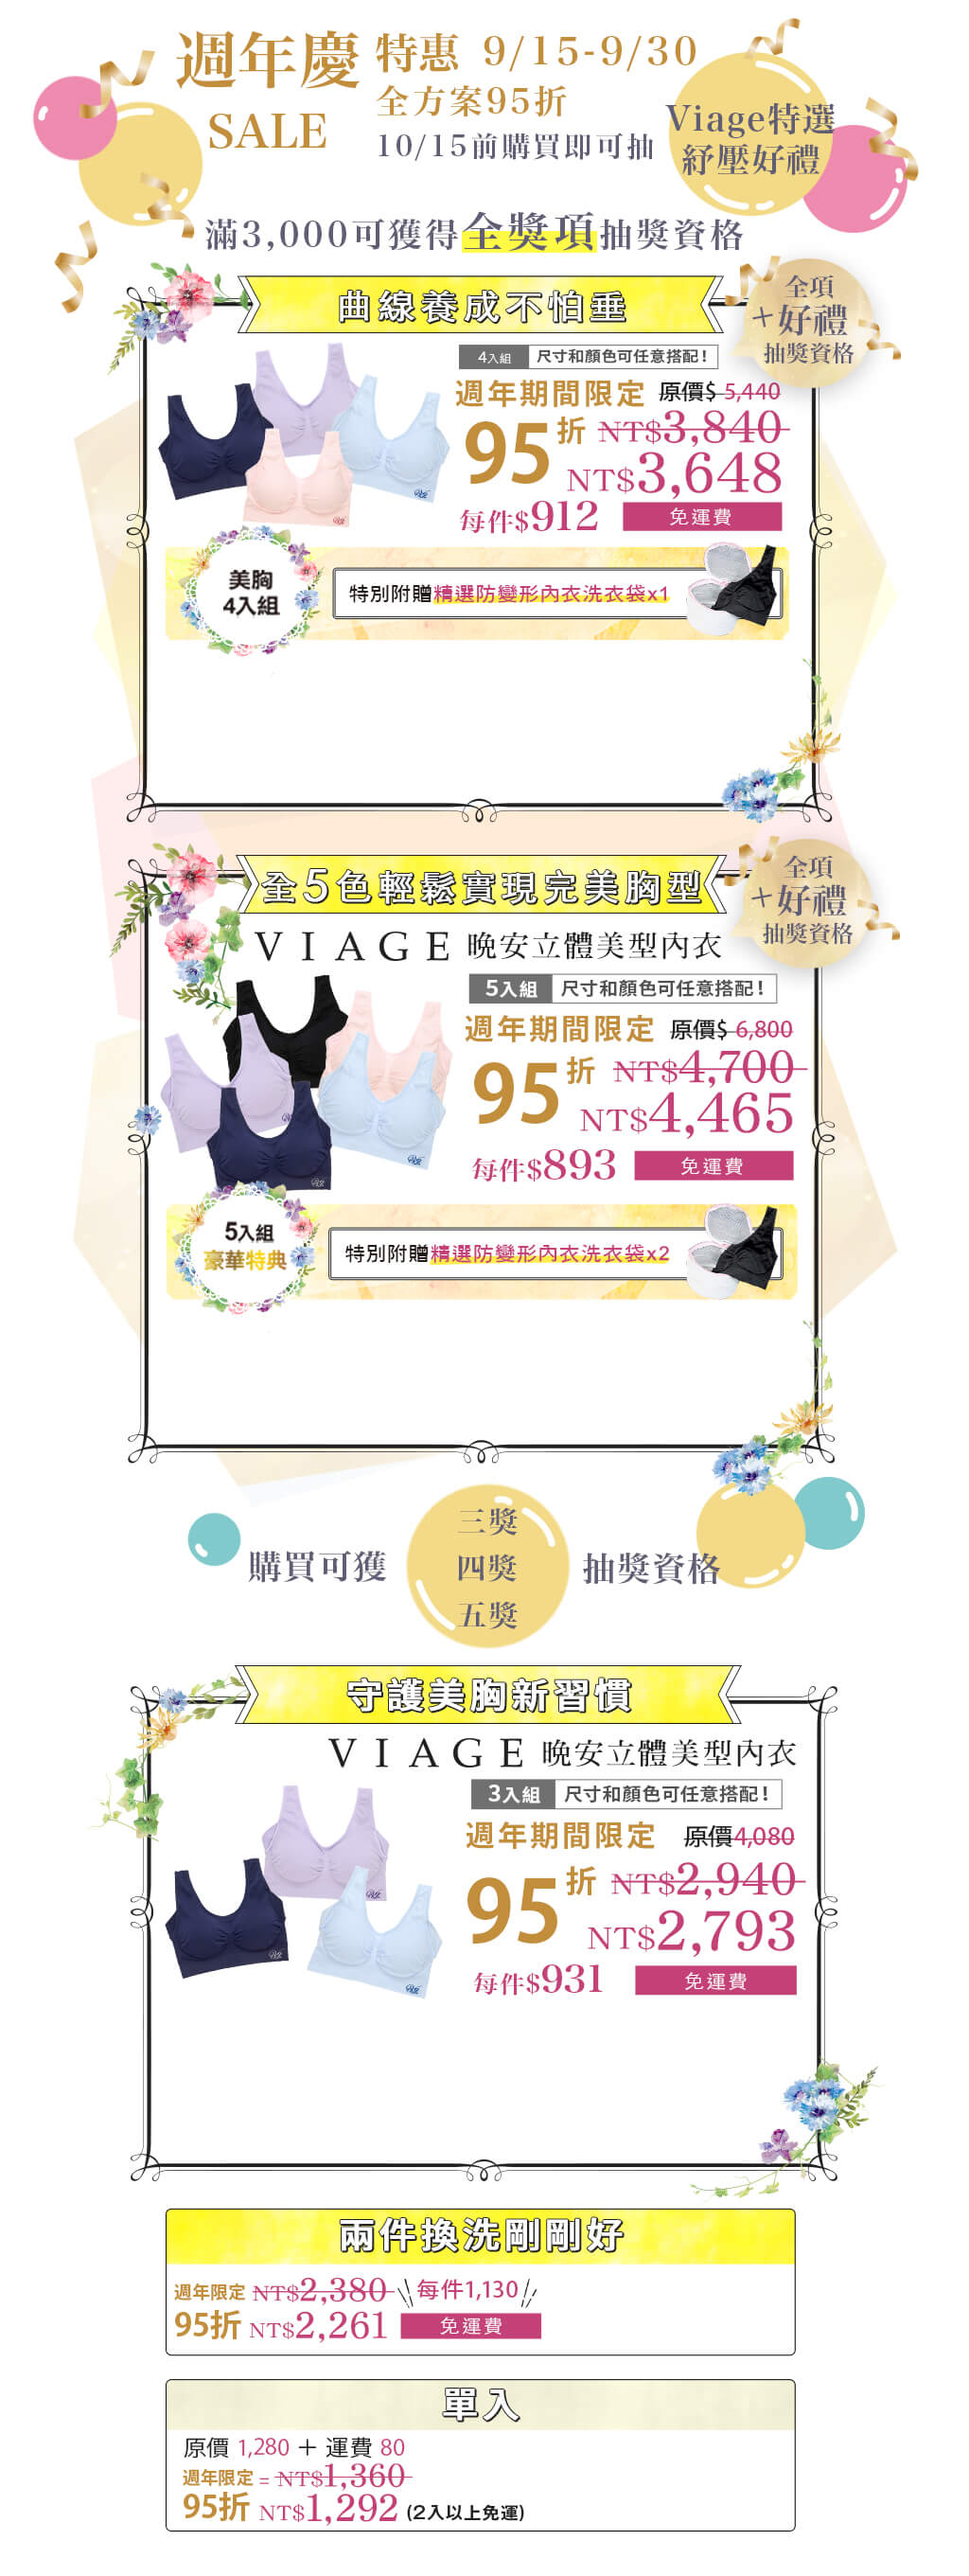 週年慶 特惠 9/15-9/30
SALE 全方案95折
10/15前購買即可抽
Viage特選
紓壓好禮
滿3,000可獲得全獎項抽獎資格
曲線養成不怕垂
全項
+好禮
抽獎資格
4入組 尺寸和顏色可任意搭配!
週年期間限定 原價$ 5,440
95折 NT$3,840
NT$3,648
每件$912 免運費
美胸
4入組
特別附贈精選防變形內衣洗衣袋x1
全5色輕鬆實現完美胸型
全項
+好禮
抽獎資格
VIAGE 晚安立體美型內衣
5入組 尺寸和顏色可任意搭配!
週年期間限定 原價$ 6,800
95折 NT$4,700
NT$4,465
每件$893 免運費
5入組
豪華特典
特別附贈精選防變形內衣洗衣袋x2
三獎
購買可獲 四獎 抽獎資格
五獎
守護美胸新習慣
VIAGE 晚安立體美型內衣
3入組 尺寸和顏色可任意搭配!
週年期間限定 原價4,080
95折 NT$2,940
NT$2,793
每件$931 免運費
兩件換洗剛剛好
週年限定 NT$2,380 \\每件1,130//
95折 NT$2,261 免運費
單入
原價 1,280 + 運費 80
週年限定 = NT$1,360
95折 NT$1,292 (2入以上免運)